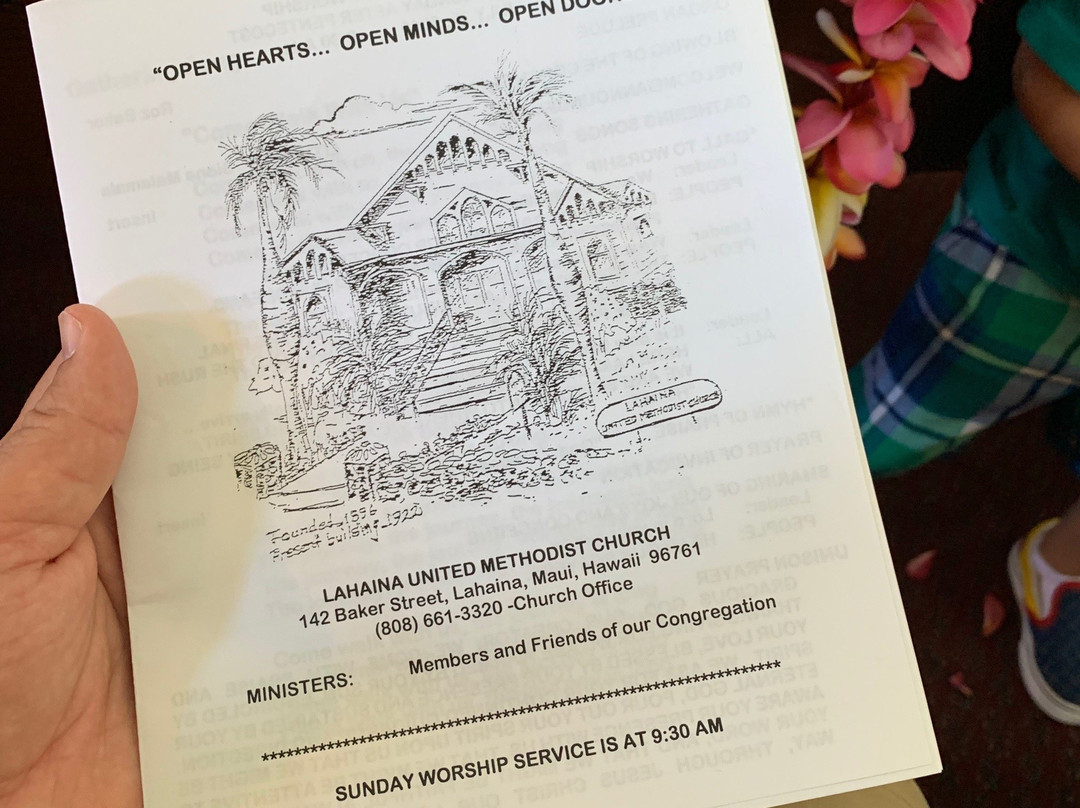 "OPEN HEARTS... OPEN MINDS... OPEN DOOR
LAHAINA
UNITED METHODIST CHURCH
Founded 1896
Present building 1920
LAHAINA UNITED METHODIST CHURCH
142 Baker Street, Lahaina, Maui, Hawaii 96761
(808) 661-3320 -Church Office
MINISTERS: Members and Friends of our Congregation
******************************************************************
SUNDAY WORSHIP SERVICE IS AT 9:30 AM